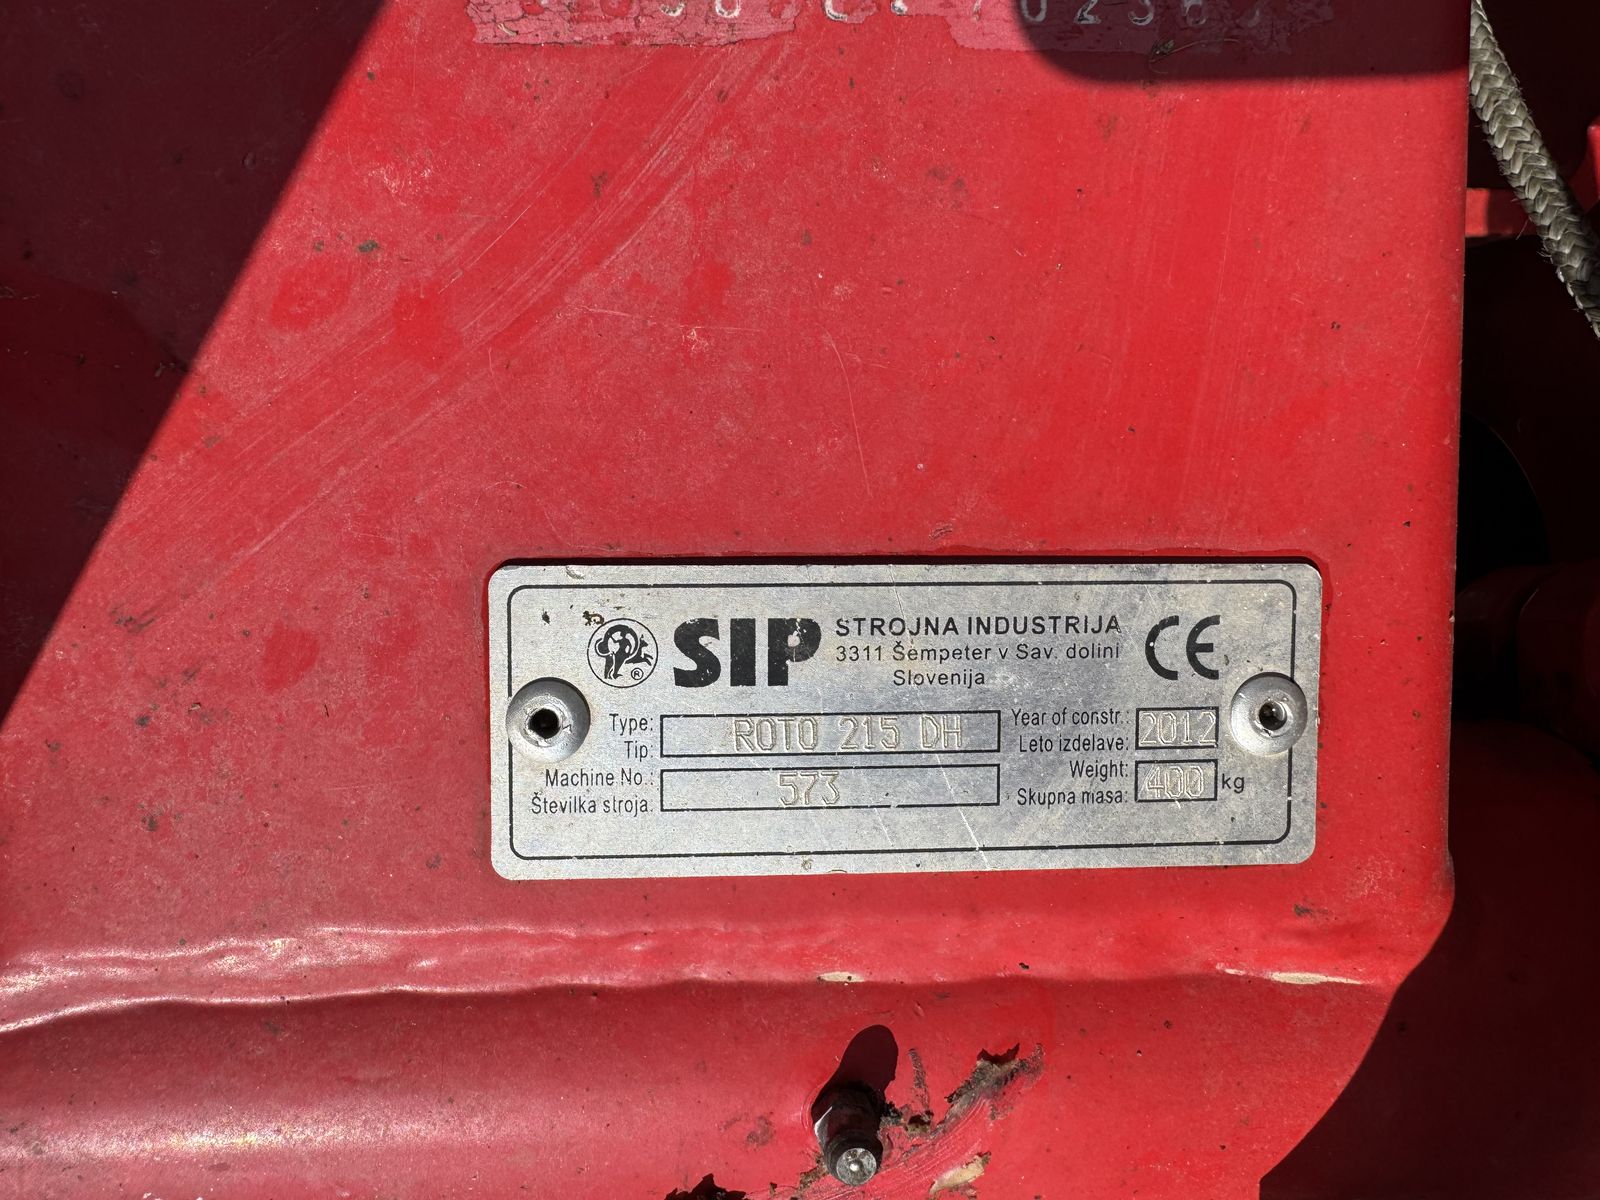 SIP STROJNA INDUSTRIJA
3311 Šempeter v Sav. dolini
Slovenija
CE
®
Type:
Tip:
ROTO 215 DH
Year of constr.:
Leto izdelave:
2012
Machine No.:
Številka stroja:
573
Weight:
Skupna masa:
400 kg